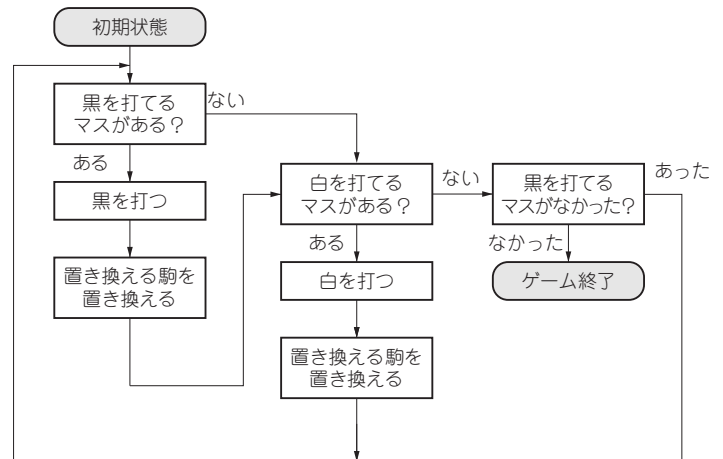 初期状態
黒を打てる
マスがある？
ない
ある
黒を打つ
置き換える駒を
置き換える
白を打てる
マスがある？
ない
ある
白を打つ
置き換える駒を
置き換える
黒を打てる
マスがなかった？
あった
なかった
ゲーム終了